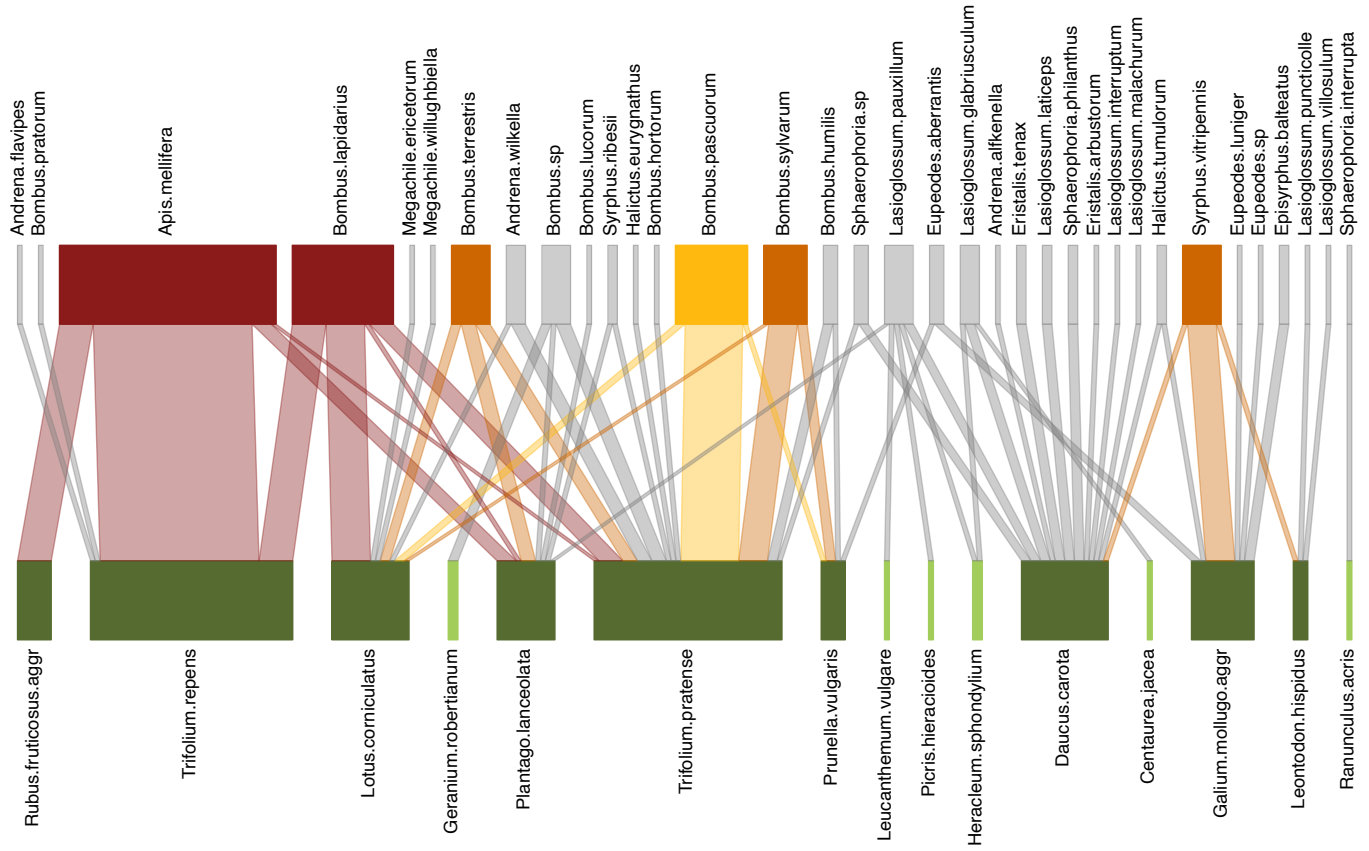 Andrena.flavipes
Bombus.pratorum
Apis.mellifera
Bombus.lapidarius
Megachile.ericetorum
Megachile.willughbiella
Bombus.terrestris
Andrena.wilkella
Bombus.sp
Bombus.lucorum
Syrphus.ribesii
Halictus.eurygnathus
Bombus.hortorum
Bombus.pascuorum
Bombus.sylvarum
Bombus.humilis
Sphaerophoria.sp
Lasioglossum.pauxillum
Eupeodes.aberrantis
Lasioglossum.glabriusculum
Andrena.alfkenella
Eristalis.tenax
Lasioglossum.laticeps
Sphaerophoria.philanthus
Eristalis.arbustorum
Lasioglossum.interruptum
Lasioglossum.malachurum
Halictus.tumulorum
Syrphus.vitripennis
Eupeodes.luniger
Eupeodes.sp
Episyrphus.balteatus
Lasioglossum.puncticolle
Lasioglossum.villosulum
Sphaerophoria.interrupta
Rubus.fruticosus.aggr
Trifolium.repens
Lotus.corniculatus
Geranium.robertianum
Plantago.lanceolata
Trifolium.pratense
Prunella.vulgaris
Leucanthemum.vulgare
Picris.hieracioides
Heracleum.sphondylium
Daucus.carota
Centaurea.jacea
Galium.mollugo.aggr
Leontodon.hispidus
Ranunculus.acris